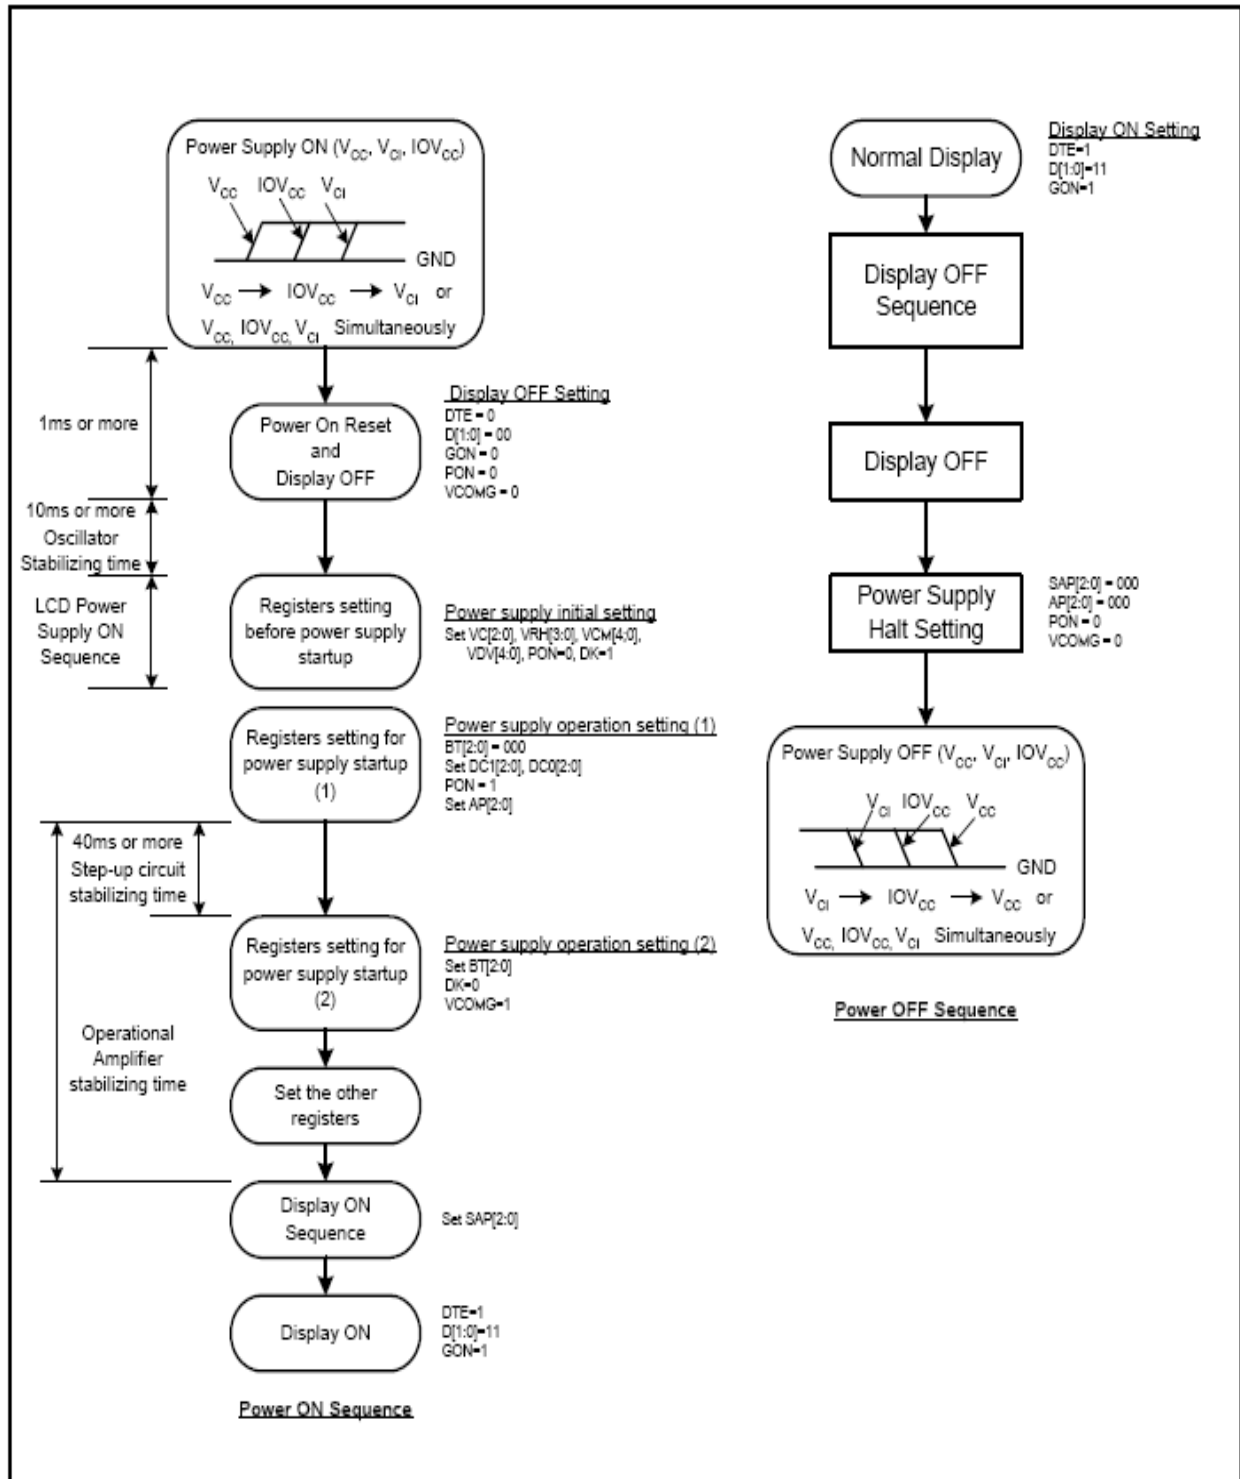 Power Supply ON (VCC, VCI, IOVCC)
VCC IOVCC VCI
GND
VCC → IOVCC → VCI or
VCC, IOVCC, VCI Simultaneously
1ms or more
Power On Reset
and
Display OFF
Display OFF Setting
DTE = 0
D[1:0] = 00
GON = 0
PON = 0
VCOMG = 0
10ms or more
Oscillator
Stabilizing time
LCD Power
Supply ON
Sequence
Registers setting
before power supply
startup
Power supply initial setting
Set VC[2:0], VRH[3:0], VCM[4:0],
VDV[4:0], PON=0, DK=1
Registers setting for
power supply startup
(1)
Power supply operation setting (1)
BT[2:0] = 000
Set DC1[2:0], DC0[2:0]
PON = 1
Set AP[2:0]
40ms or more
Step-up circuit
stabilizing time
Registers setting for
power supply startup
(2)
Power supply operation setting (2)
Set BT[2:0]
DK=0
VCOMG=1
Operational
Amplifier
stabilizing time
Set the other
registers
Display ON
Sequence
Set SAP[2:0]
Display ON
DTE=1
D[1:0]=11
GON=1
Power ON Sequence
Normal Display
Display ON Setting
DTE=1
D[1:0]=11
GON=1
Display OFF
Sequence
Display OFF
Power Supply
Halt Setting
SAP[2:0] = 000
AP[2:0] = 000
PON = 0
VCOMG = 0
Power Supply OFF (VCC, VCI, IOVCC)
VCI IOVCC VCC
GND
VCI → IOVCC → VCC or
VCC, IOVCC, VCI Simultaneously
Power OFF Sequence